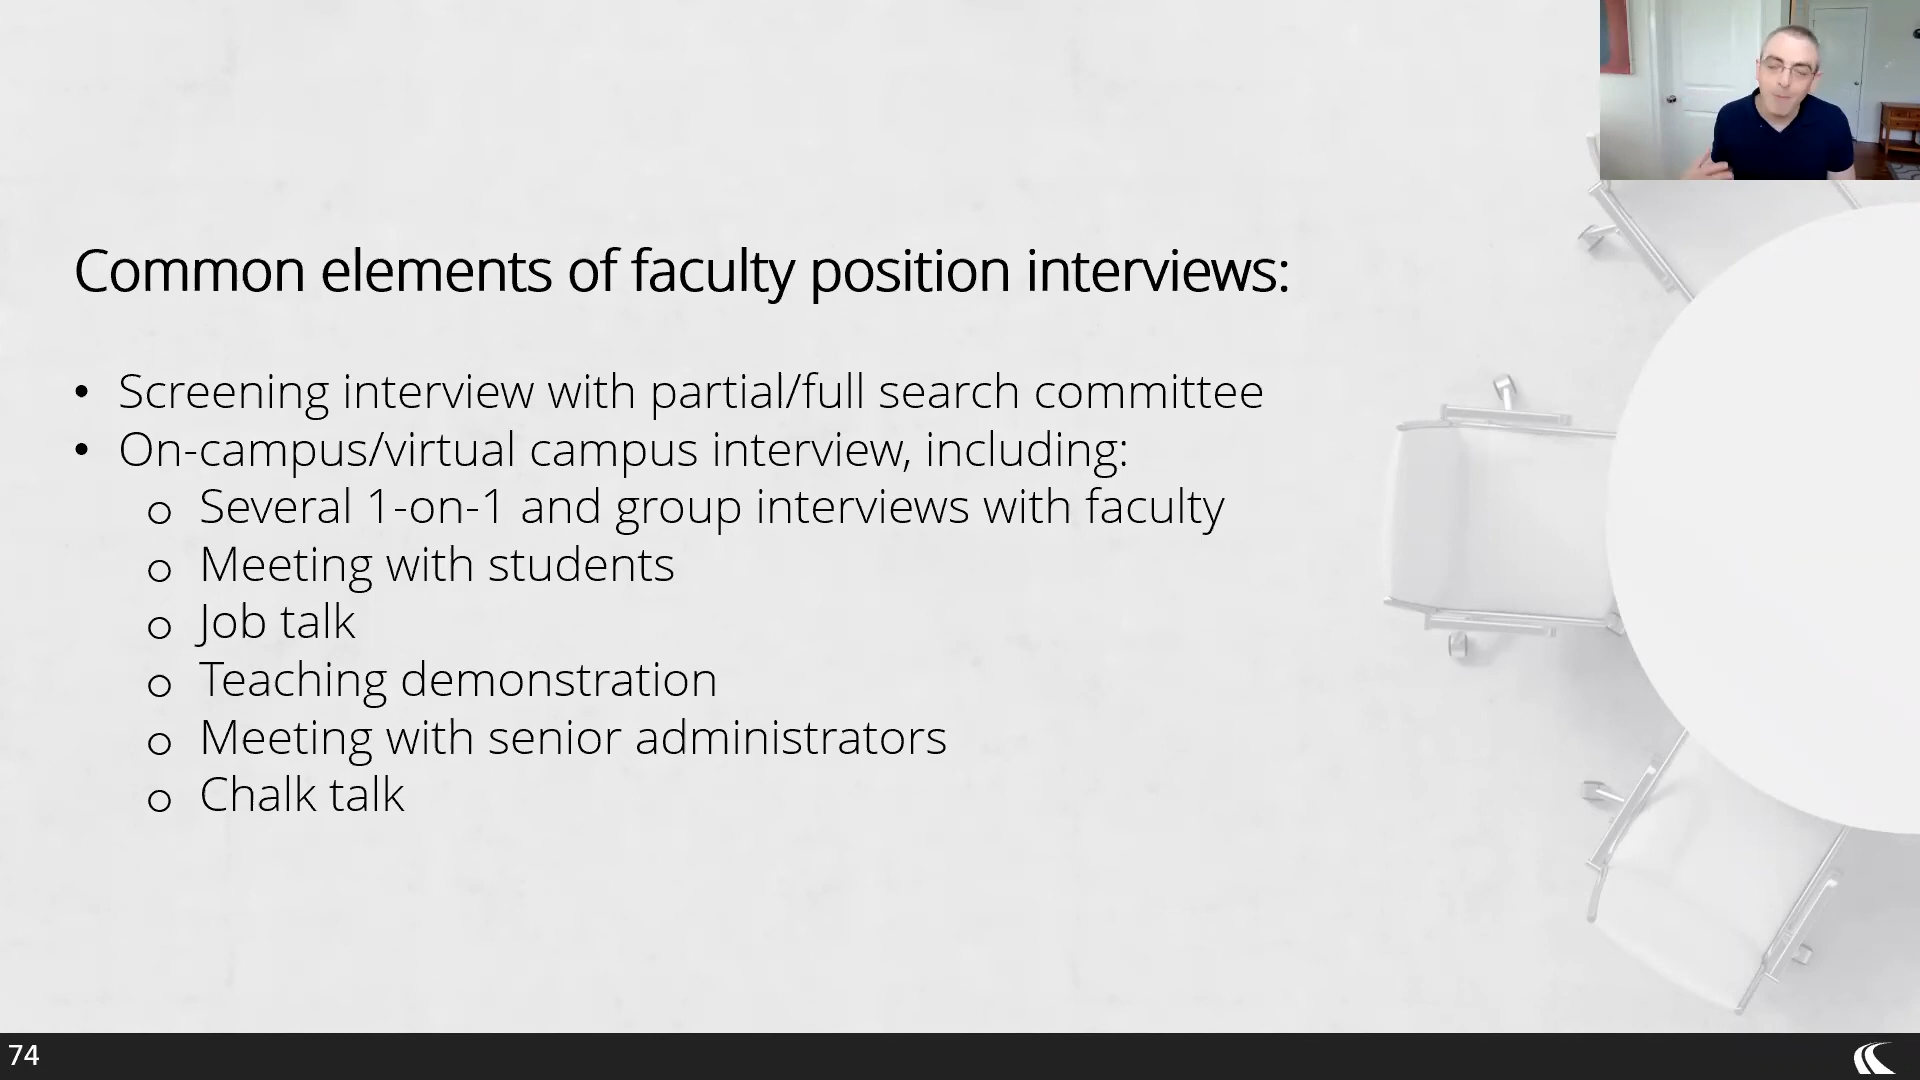 Common elements of faculty position interviews:
• Screening interview with partial/full search committee
• On-campus/virtual campus interview, including:
o Several 1-on-1 and group interviews with faculty
o Meeting with students
o Job talk
o Teaching demonstration
o Meeting with senior administrators
o Chalk talk
74